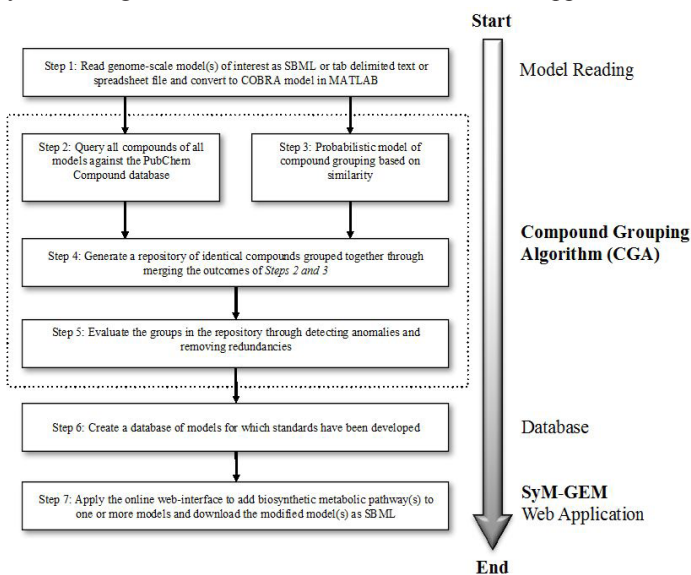 Start
Step 1: Read genome-scale model(s) of interest as SBML or tab delimited text or
spreadsheet file and convert to COBRA model in MATLAB
Model Reading
Step 2: Query all compounds of all
models against the PubChem
Compound database
Step 3: Probabilistic model of
compound grouping based on
similarity
Step 4: Generate a repository of identical compounds grouped together through
merging the outcomes of Steps 2 and 3
Compound Grouping
Algorithm (CGA)
Step 5: Evaluate the groups in the repository through detecting anomalies and
removing redundancies
Step 6: Create a database of models for which standards have been developed
Database
Step 7: Apply the online web-interface to add biosynthetic metabolic pathway(s) to
one or more models and download the modified model(s) as SBML
SyM-GEM
Web Application
End